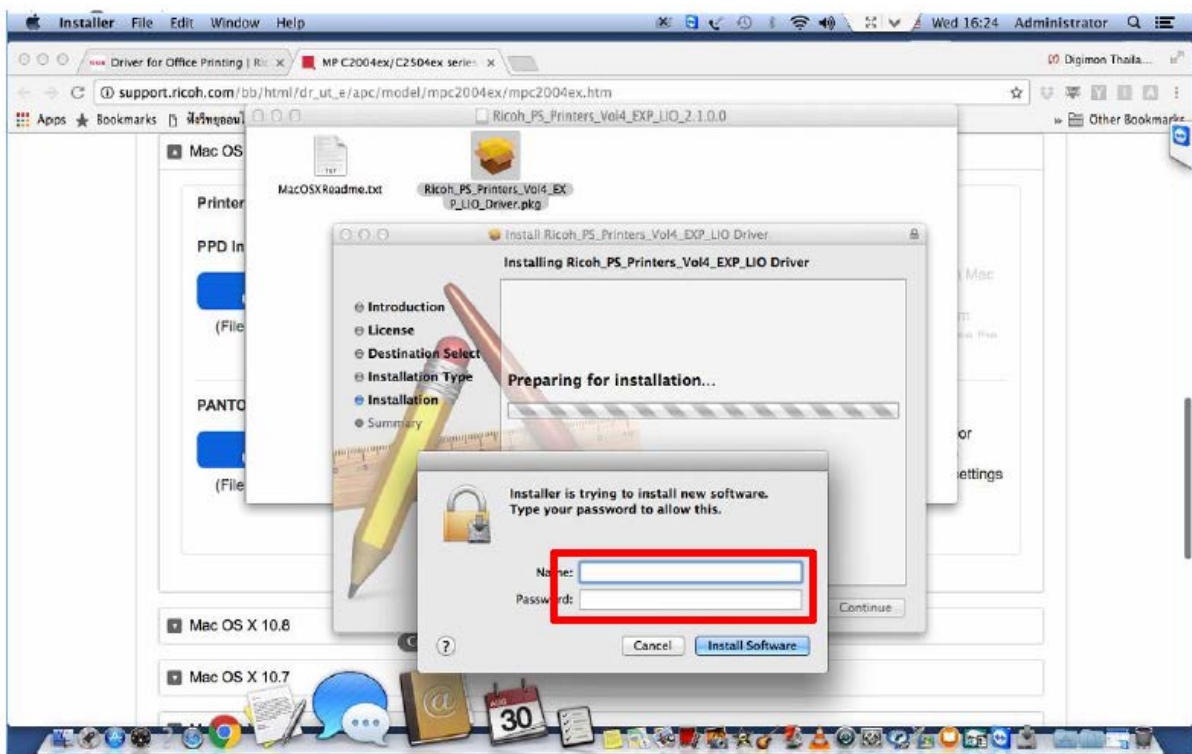 Installer File Edit Window Help Wed 16:24 Administrator
Driver for Office Printing | Ric MP C2004ex/C2504ex series Digimon Thaila...
support.ricoh.com/bb/html/dr_ut_e/apc/model/mpc2004ex/mpc2004ex.htm
Apps Bookmarks Other Bookmarks
Ricoh_PS_Printers_Vol4_EXP_LIO_2.1.0.0
Mac OS
TXT
MacOSXReadme.txt Ricoh_PS_Printers_Vol4_EX
P_LIO_Driver.pkg
Printer
Install Ricoh_PS_Printers_Vol4_EXP_LIO Driver
PPD In
Installing Ricoh_PS_Printers_Vol4_EXP_LIO Driver
Mac
Introduction
(File
License
Destination Select
Installation Type
Preparing for installation...
PANTO
Installation
Summary
or
ettings
(File
Installer is trying to install new software.
Type your password to allow this.
Name:
Password:
Continue
Mac OS X 10.8
? Cancel Install Software
Mac OS X 10.7
AUG
30